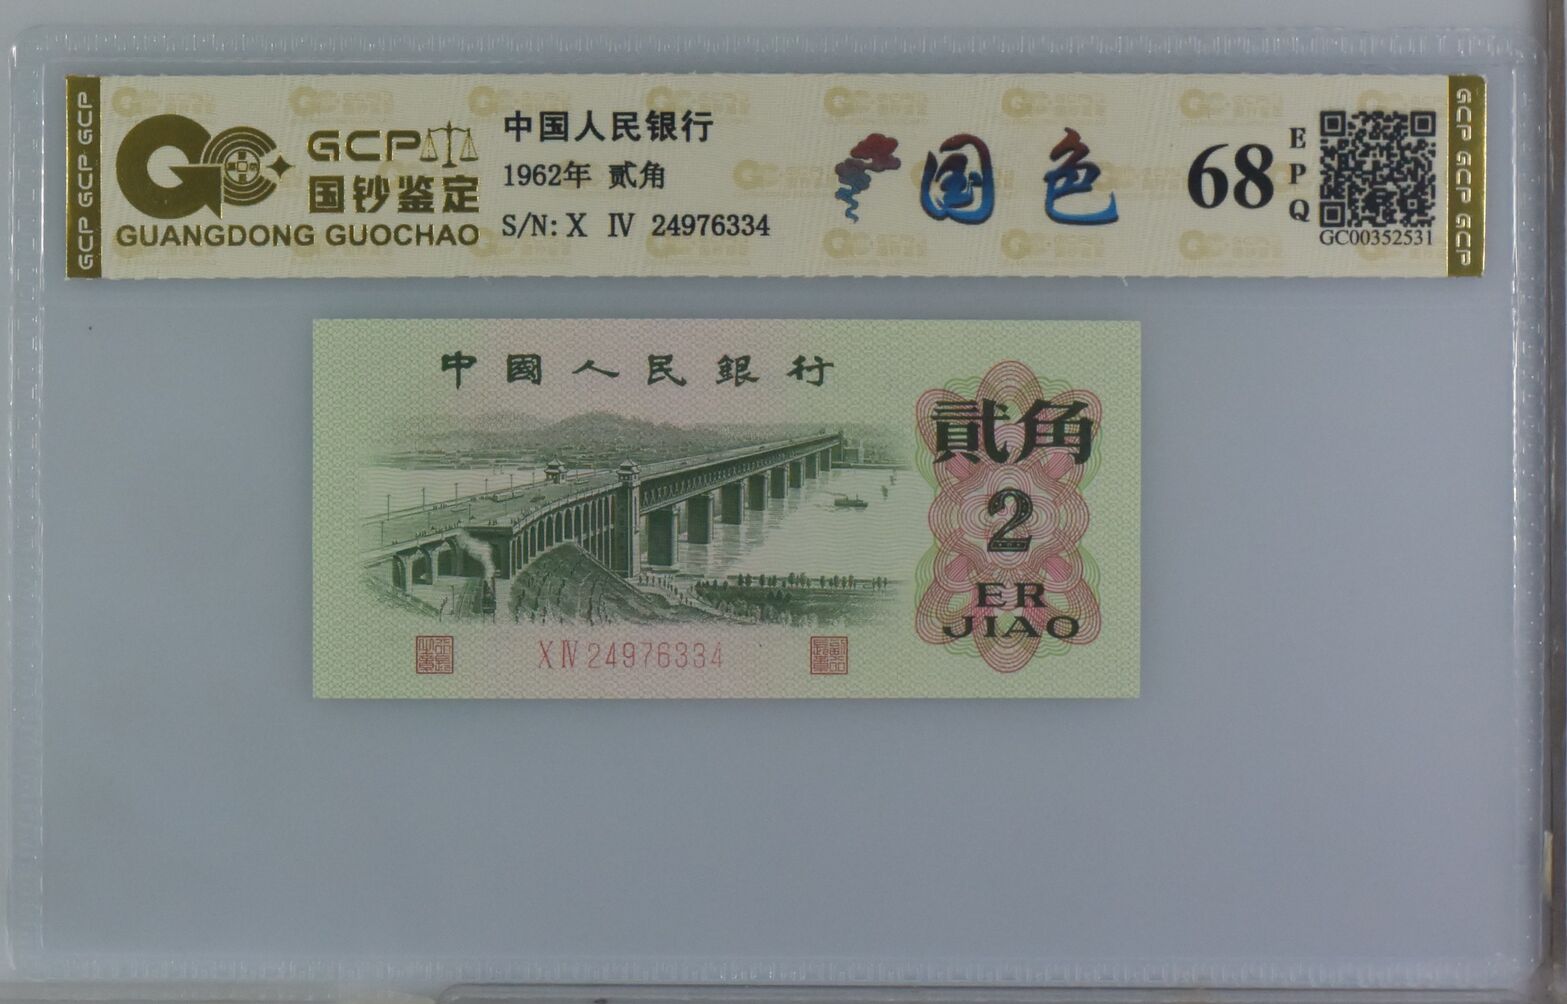 GCP GCP GCP
GCP
国钞鉴定
GUANGDONG GUOCHAO
中国人民银行
1962年 贰角
S/N: X IV 24976334
国色
68
EPQ
GC00352531
GCP GCP GCP
中國人民銀行
貳角
2
ER
JIAO
X IV 24976334